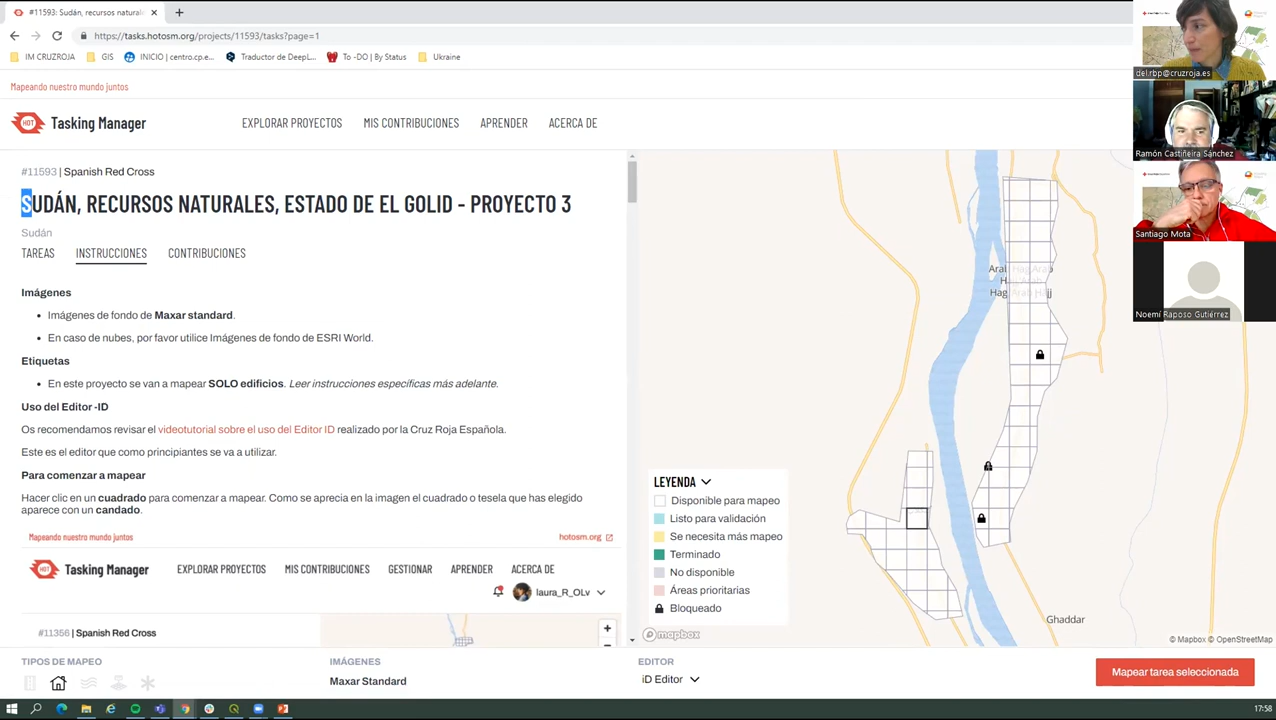 #11593: Sudán, recursos natural
https://tasks.hotosm.org/projects/11593/tasks?page=1
IM CRUZROJA
GIS
INICIO | centro.cp.e...
Traductor de DeepL...
To -DO | By Status
Ukraine
Mapeando nuestro mundo juntos
HOT
Tasking Manager
EXPLORAR PROYECTOS
MIS CONTRIBUCIONES
APRENDER
ACERCA DE
#11593 | Spanish Red Cross
SUDÁN, RECURSOS NATURALES, ESTADO DE EL GOLID - PROYECTO 3
Sudán
TAREAS
INSTRUCCIONES
CONTRIBUCIONES
Imágenes
• Imágenes de fondo de Maxar standard.
• En caso de nubes, por favor utilice Imágenes de fondo de ESRI World.
Etiquetas
• En este proyecto se van a mapear SOLO edificios. Leer instrucciones específicas más adelante.
Uso del Editor -ID
Os recomendamos revisar el videotutorial sobre el uso del Editor ID realizado por la Cruz Roja Española.
Este es el editor que como principiantes se va a utilizar.
Para comenzar a mapear
Hacer clic en un cuadrado para comenzar a mapear. Como se aprecia en la imagen el cuadrado o tesela que has elegido
aparece con un candado.
Mapeando nuestro mundo juntos
hotosm.org
Tasking Manager
EXPLORAR PROYECTOS
MIS CONTRIBUCIONES
GESTIONAR
APRENDER
ACERCA DE
laura_R_OLv
#11356 | Spanish Red Cross
+
LEYENDA
Disponible para mapeo
Listo para validación
Se necesita más mapeo
Terminado
No disponible
Áreas prioritarias
Bloqueado
mapbox
Ghaddar
© Mapbox © OpenStreetMap
TIPOS DE MAPEO
IMÁGENES
Maxar Standard
EDITOR
iD Editor
Mapear tarea seleccionada
17:58
del.rbp@cruzroja.es
Ramón Castiñeira Sánchez
Santiago Mota
Noemí Raposo Gutiérrez